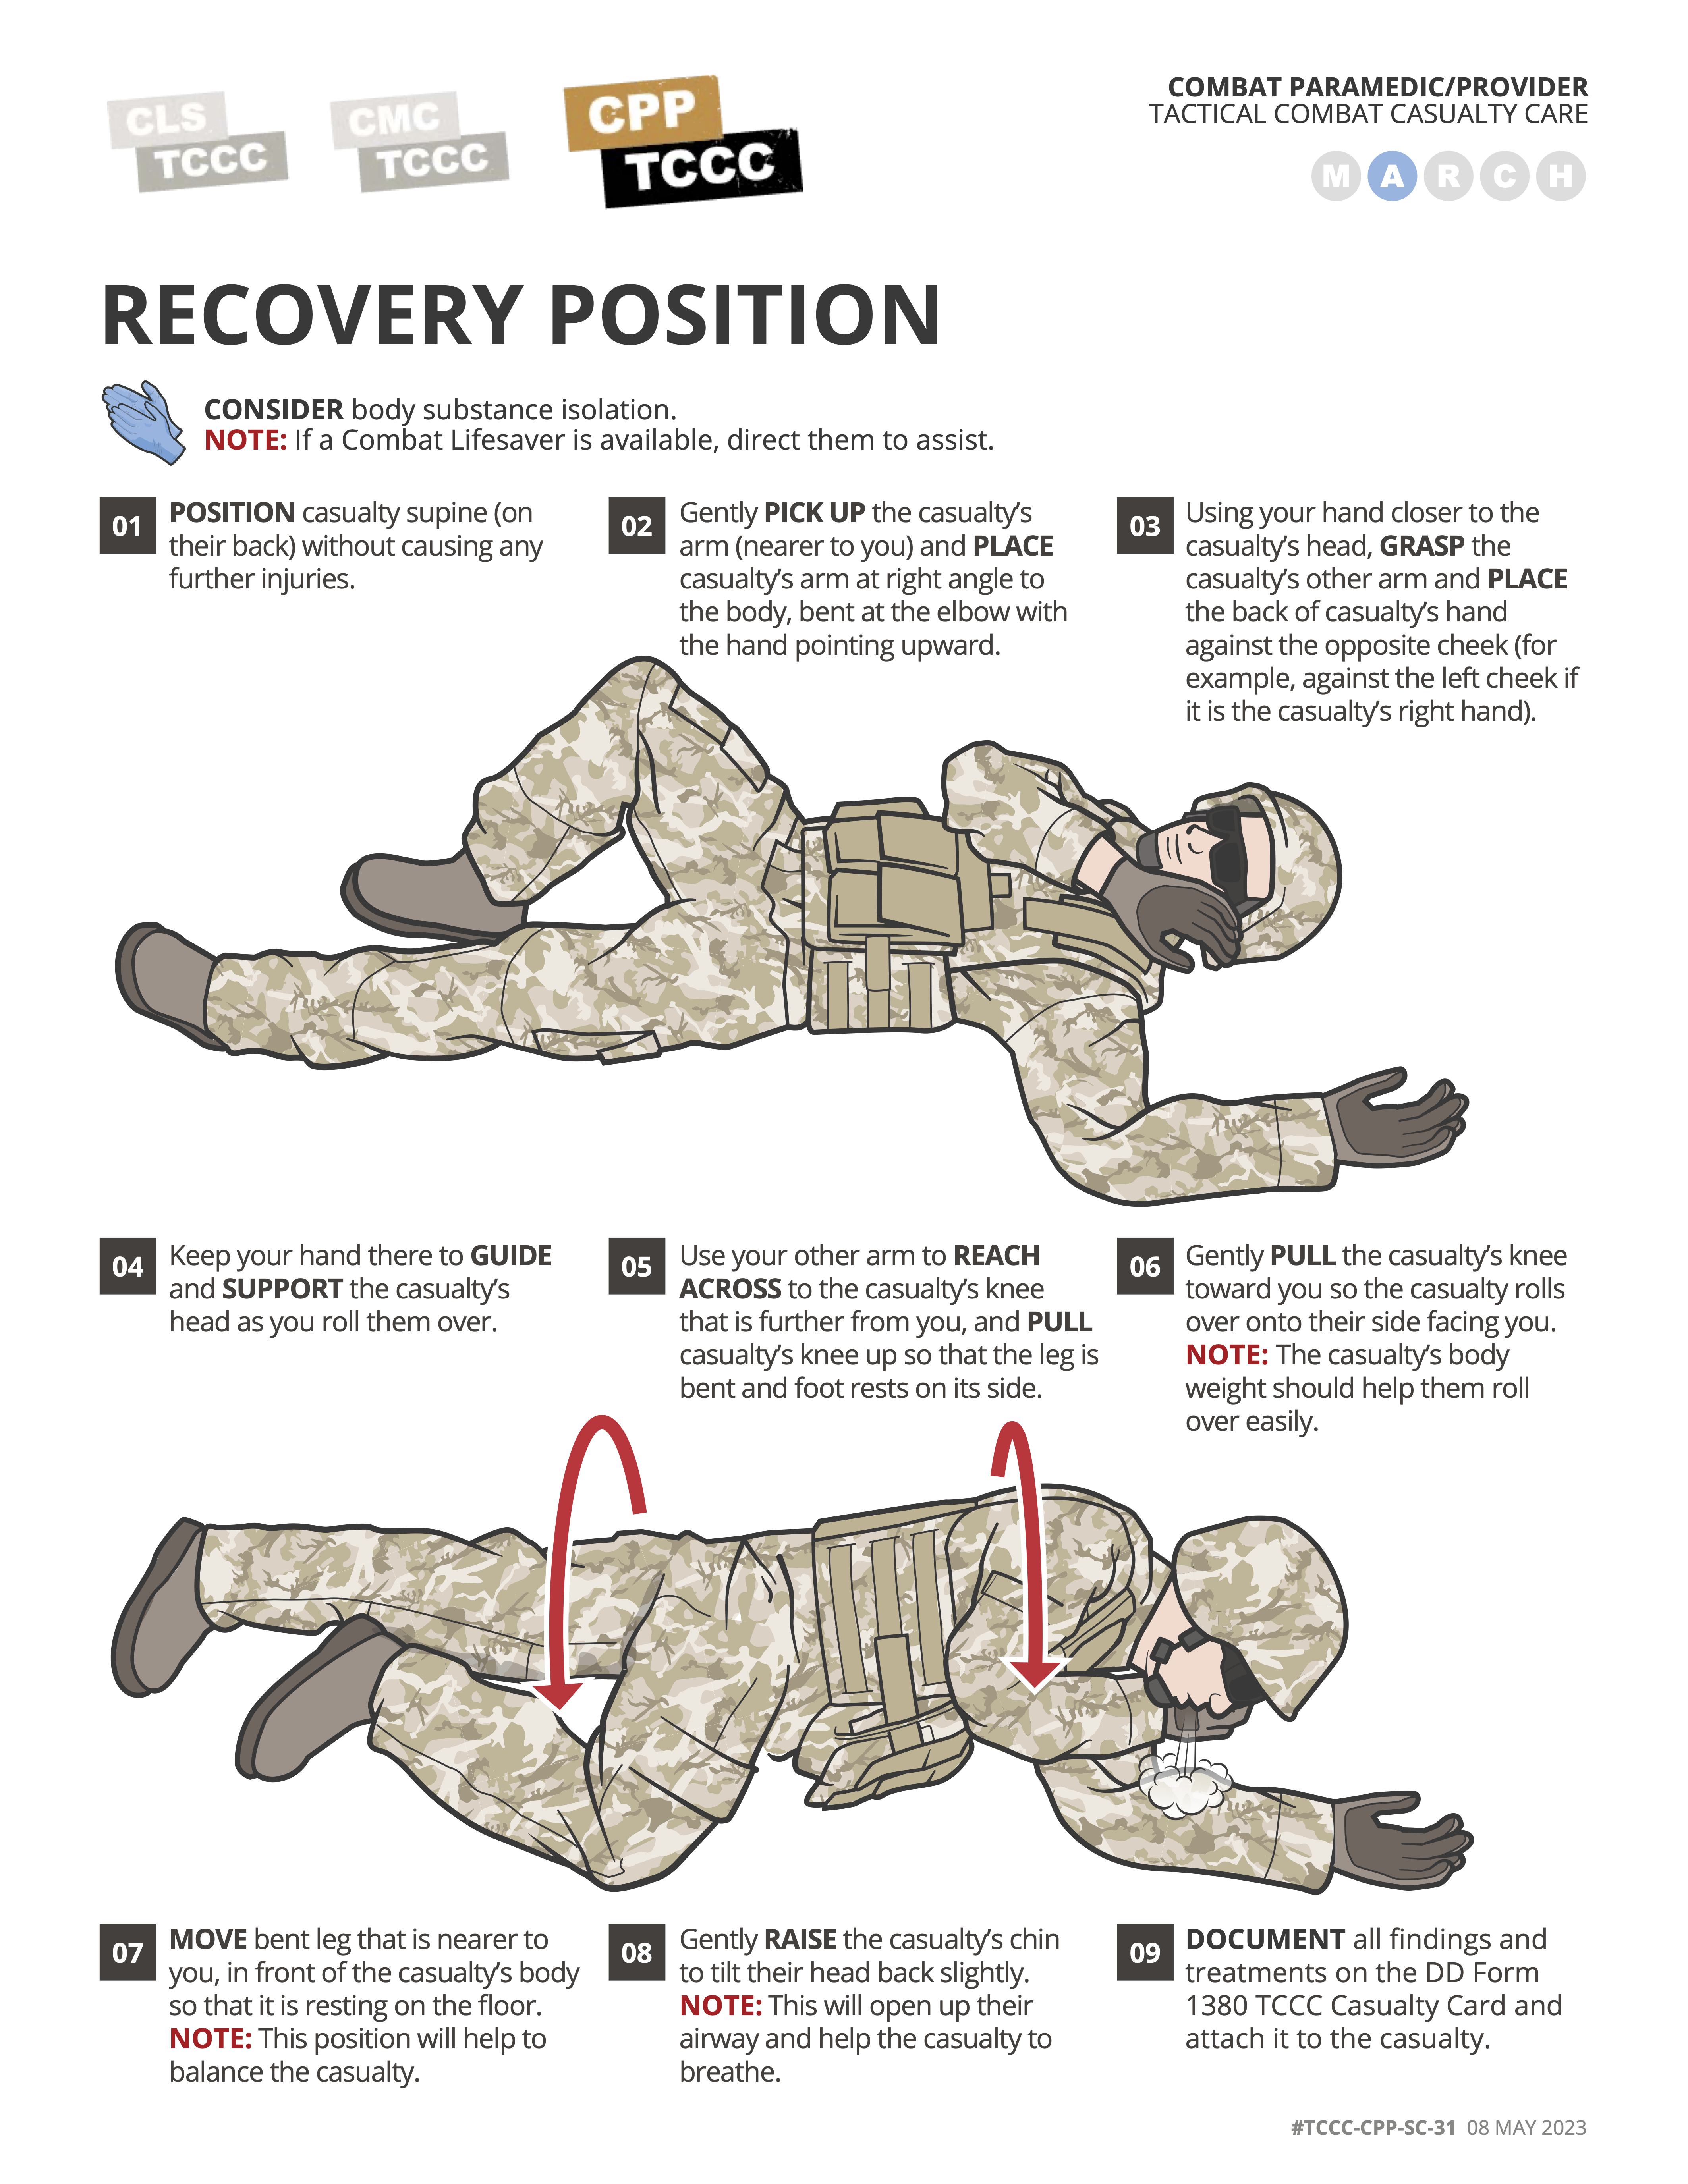 CLS
TCCC
CMC
TCCC
CPP
TCCC
COMBAT PARAMEDIC/PROVIDER
TACTICAL COMBAT CASUALTY CARE
M A R C H
RECOVERY POSITION
CONSIDER body substance isolation.
NOTE: If a Combat Lifesaver is available, direct them to assist.
01
POSITION casualty supine (on
their back) without causing any
further injuries.
02
Gently PICK UP the casualty's
arm (nearer to you) and PLACE
casualty's arm at right angle to
the body, bent at the elbow with
the hand pointing upward.
03
Using your hand closer to the
casualty's head, GRASP the
casualty's other arm and PLACE
the back of casualty's hand
against the opposite cheek (for
example, against the left cheek if
it is the casualty's right hand).
04
Keep your hand there to GUIDE
and SUPPORT the casualty's
head as you roll them over.
05
Use your other arm to REACH
ACROSS to the casualty's knee
that is further from you, and PULL
casualty's knee up so that the leg is
bent and foot rests on its side.
06
Gently PULL the casualty's knee
toward you so the casualty rolls
over onto their side facing you.
NOTE: The casualty's body
weight should help them roll
over easily.
07
MOVE bent leg that is nearer to
you, in front of the casualty's body
so that it is resting on the floor.
NOTE: This position will help to
balance the casualty.
08
Gently RAISE the casualty's chin
to tilt their head back slightly.
NOTE: This will open up their
airway and help the casualty to
breathe.
09
DOCUMENT all findings and
treatments on the DD Form
1380 TCCC Casualty Card and
attach it to the casualty.
#TCCC-CPP-SC-31 08 MAY 2023